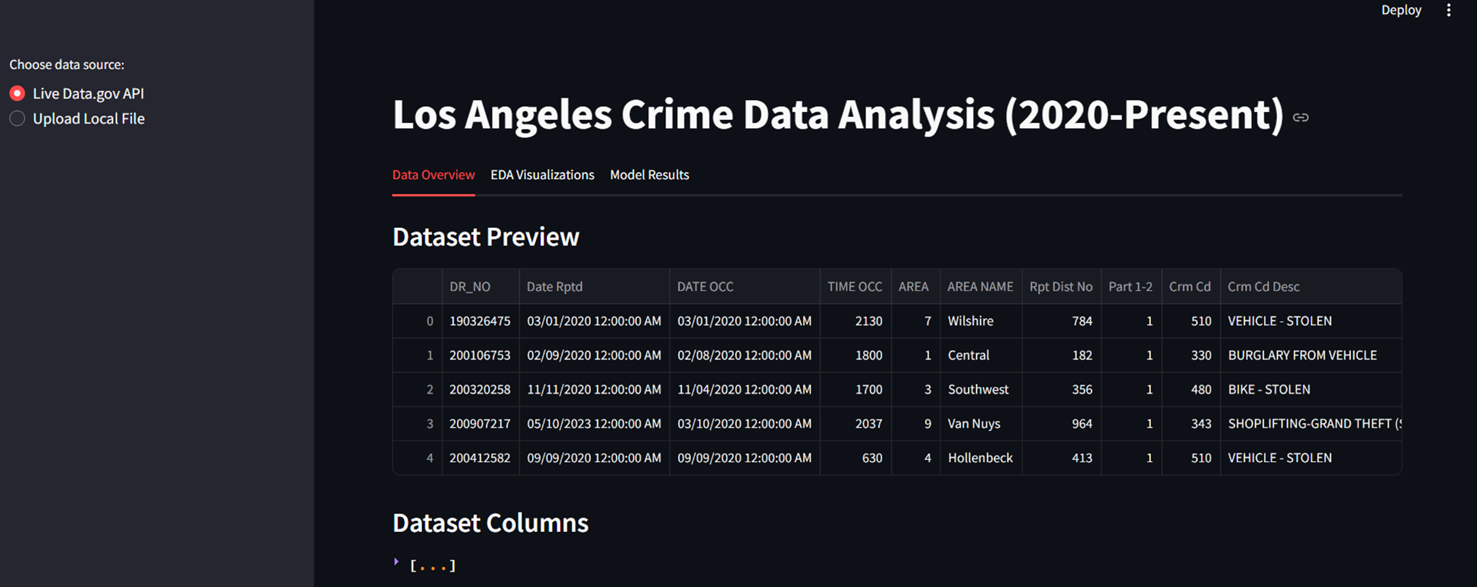 Deploy
Choose data source:
Live Data.gov API
Upload Local File
Los Angeles Crime Data Analysis (2020-Present)
Data Overview EDA Visualizations Model Results
Dataset Preview
DR_NO Date Rptd DATE OCC TIME OCC AREA AREA NAME Rpt Dist No Part 1-2 Crm Cd Crm Cd Desc
0 190326475 03/01/2020 12:00:00 AM 03/01/2020 12:00:00 AM 2130 7 Wilshire 784 1 510 VEHICLE - STOLEN
1 200106753 02/09/2020 12:00:00 AM 02/08/2020 12:00:00 AM 1800 1 Central 182 1 330 BURGLARY FROM VEHICLE
2 200320258 11/11/2020 12:00:00 AM 11/04/2020 12:00:00 AM 1700 3 Southwest 356 1 480 BIKE - STOLEN
3 200907217 05/10/2023 12:00:00 AM 03/10/2020 12:00:00 AM 2037 9 Van Nuys 964 1 343 SHOPLIFTING-GRAND THEFT (
4 200412582 09/09/2020 12:00:00 AM 09/09/2020 12:00:00 AM 630 4 Hollenbeck 413 1 510 VEHICLE - STOLEN
Dataset Columns
[...]